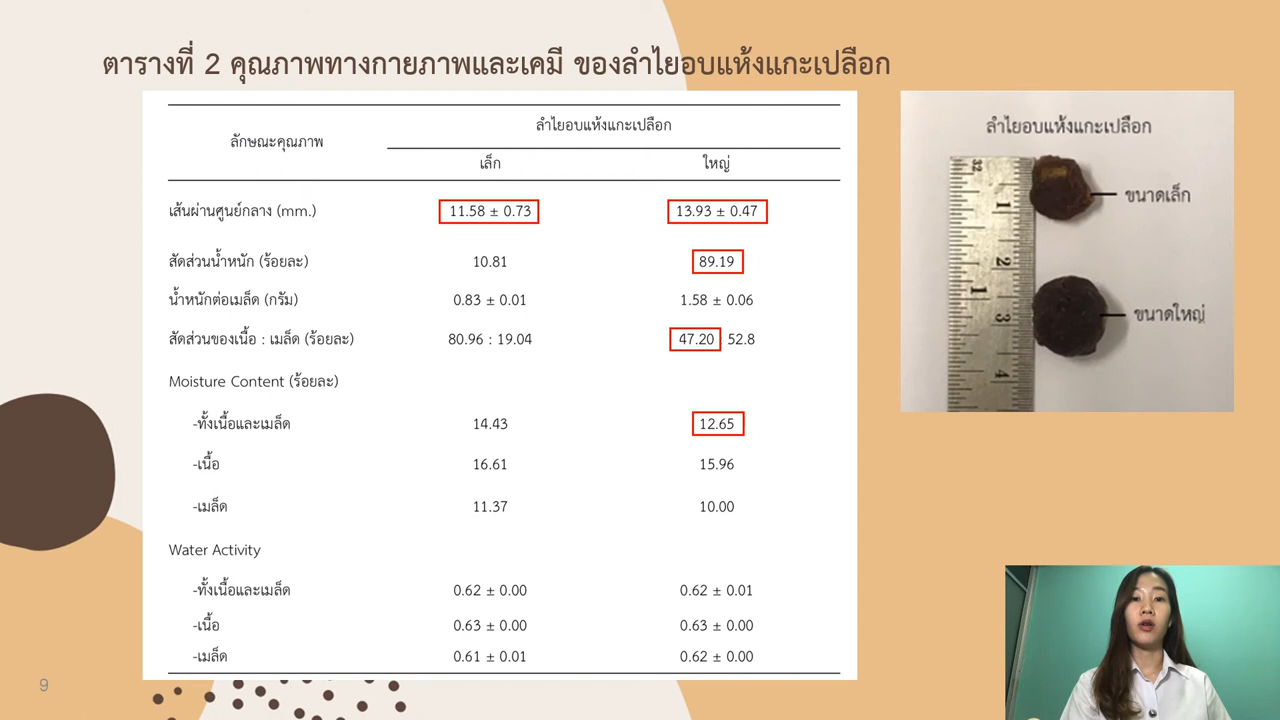 ตารางที่ 2 คุณภาพทางกายภาพและเคมี ของลำไยอบแห้งแกะเปลือก
ลักษณะคุณภาพ ลำไยอบแห้งแกะเปลือก
เล็ก ใหญ่
เส้นผ่านศูนย์กลาง (mm.) 11.58 ± 0.73 13.93 ± 0.47
สัดส่วนน้ำหนัก (ร้อยละ) 10.81 89.19
น้ำหนักต่อเมล็ด (กรัม) 0.83 ± 0.01 1.58 ± 0.06
สัดส่วนของเนื้อ : เมล็ด (ร้อยละ) 80.96 : 19.04 47.20 52.8
Moisture Content (ร้อยละ)
-ทั้งเนื้อและเมล็ด 14.43 12.65
-เนื้อ 16.61 15.96
-เมล็ด 11.37 10.00
Water Activity
-ทั้งเนื้อและเมล็ด 0.62 ± 0.00 0.62 ± 0.01
-เนื้อ 0.63 ± 0.00 0.63 ± 0.00
-เมล็ด 0.61 ± 0.01 0.62 ± 0.00
ลำไยอบแห้งแกะเปลือก
32
1
ขนาดเล็ก
2
1
3
ขนาดใหญ่
4
9